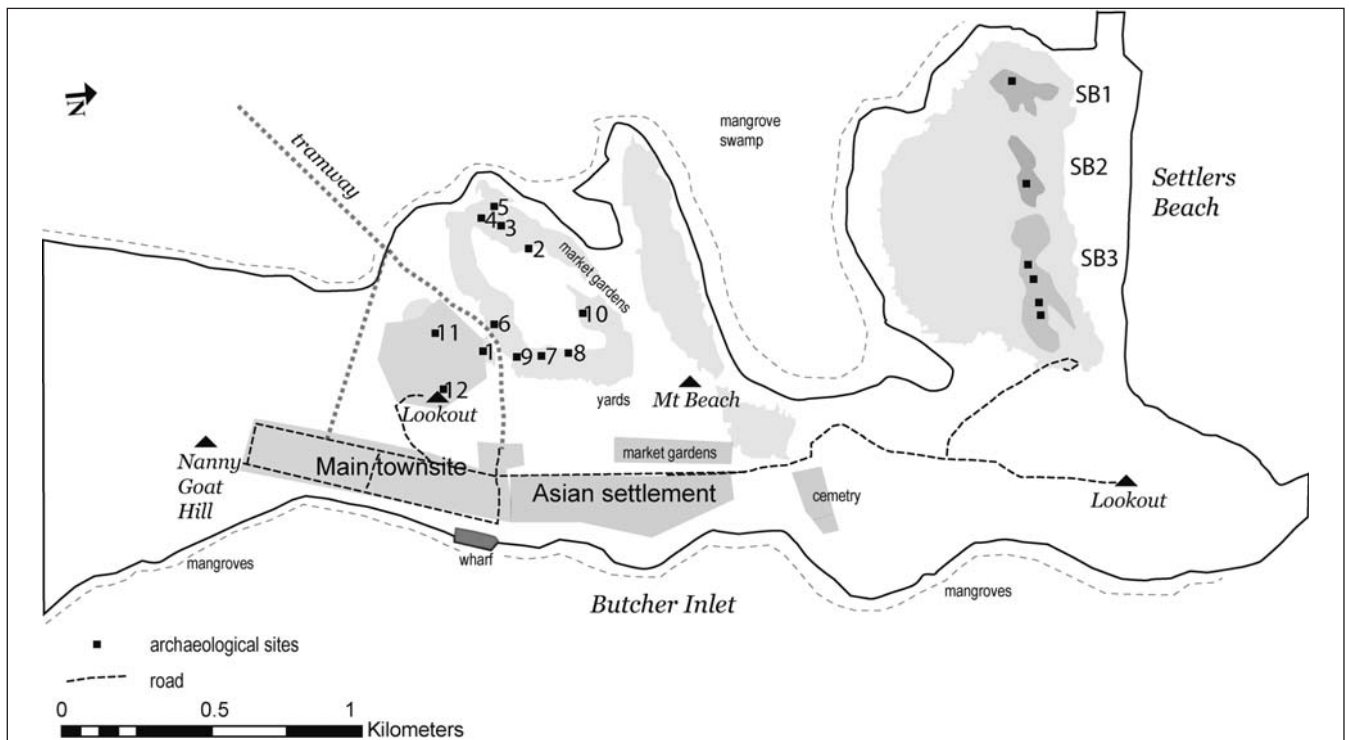 N
tramway
mangrove
swamp
SB1
SB2
SB3
Settlers
Beach
5
4
3
2
market gardens
10
6
11
1
9
7
8
12
Lookout
yards
Mt Beach
Nanny
Goat
Hill
Main townsite
market gardens
Asian settlement
cemetry
Lookout
wharf
mangroves
Butcher Inlet
mangroves
archaeological sites
road
0 0.5 1
Kilometers